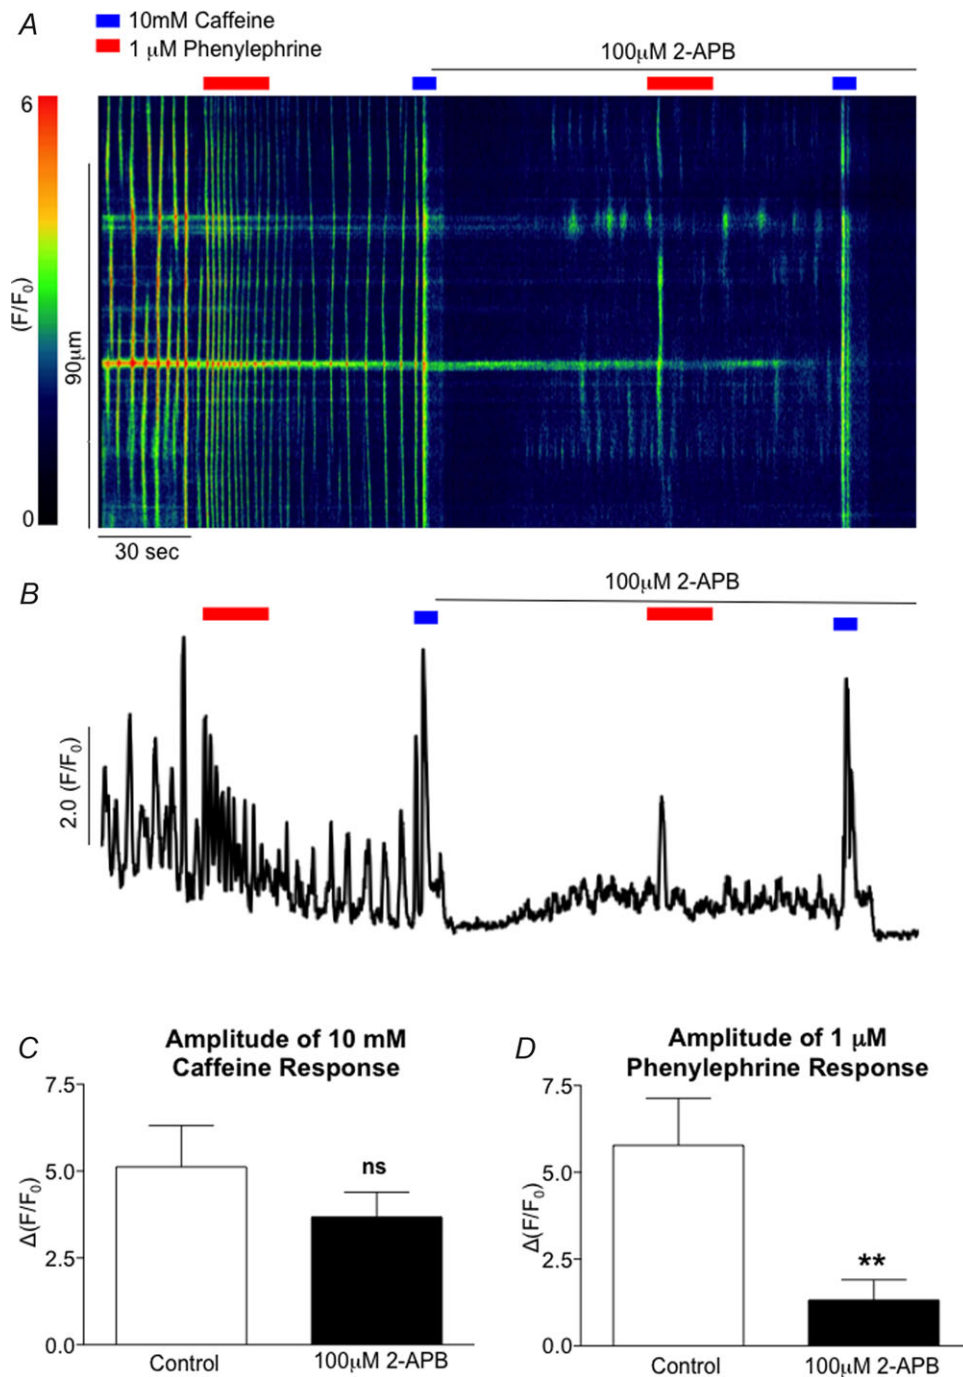 A
10mM Caffeine
1 μM Phenylephrine
100μM 2-APB
6
(F/F0)
0
90μm
30 sec
B
100μM 2-APB
2.0 (F/F0)
C
Amplitude of 10 mM
Caffeine Response
7.5
5.0
2.5
0.0
Δ(F/F0)
ns
Control
100μM 2-APB
D
Amplitude of 1 μM
Phenylephrine Response
7.5
5.0
2.5
0.0
Δ(F/F0)
**
Control
100μM 2-APB